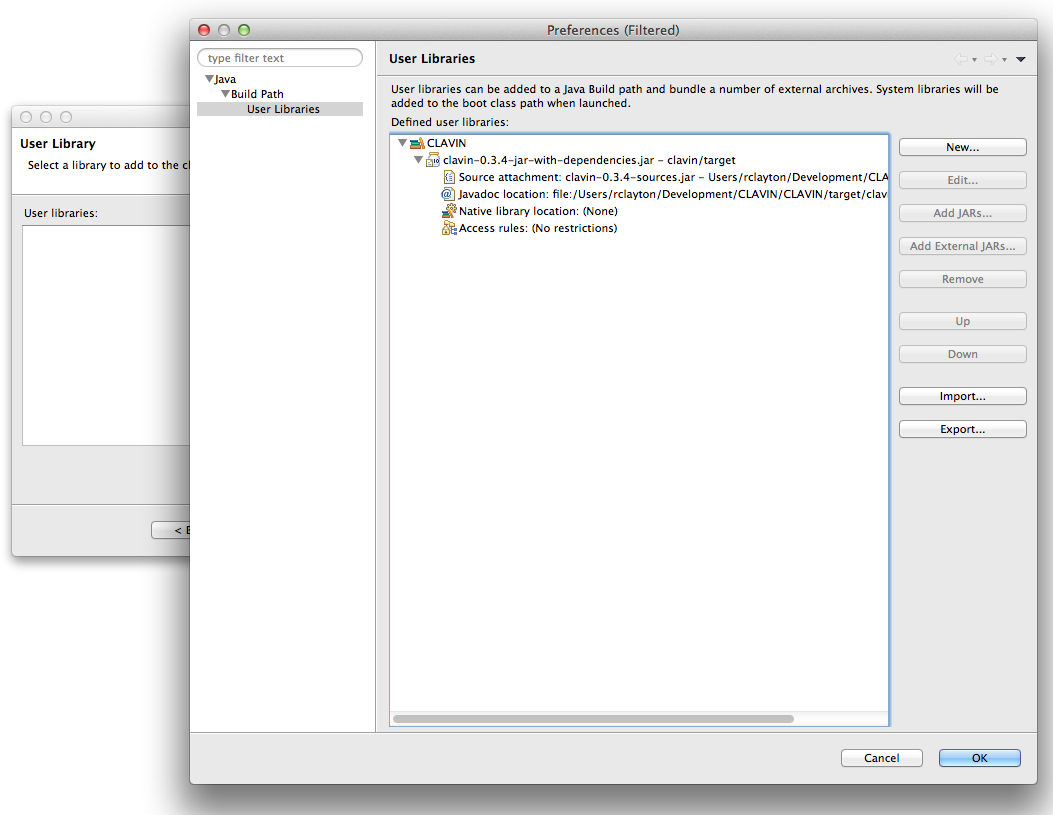 Preferences (Filtered)
type filter text
Java
Build Path
User Libraries
User Libraries
User libraries can be added to a Java Build path and bundle a number of external archives. System libraries will be
added to the boot class path when launched.
Defined user libraries:
CLAVIN
clavin-0.3.4-jar-with-dependencies.jar - clavin/target
Source attachment: clavin-0.3.4-sources.jar - Users/rclayton/Development/CLA
Javadoc location: file:/Users/rclayton/Development/CLAVIN/CLAVIN/target/clav
Native library location: (None)
Access rules: (No restrictions)
New...
Edit...
Add JARs...
Add External JARs...
Remove
Up
Down
Import...
Export...
Cancel
OK
User Library
Select a library to add to the cl
User libraries:
< B